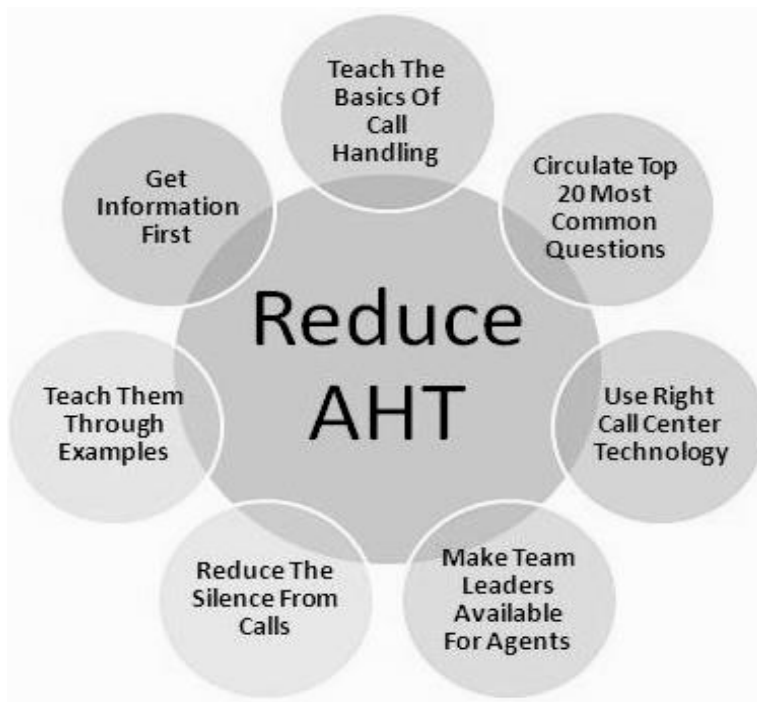 Teach The
Basics Of
Call
Handling
Circulate Top
20 Most
Common
Questions
Use Right
Call Center
Technology
Make Team
Leaders
Available
For Agents
Reduce The
Silence From
Calls
Teach Them
Through
Examples
Get
Information
First
Reduce
AHT